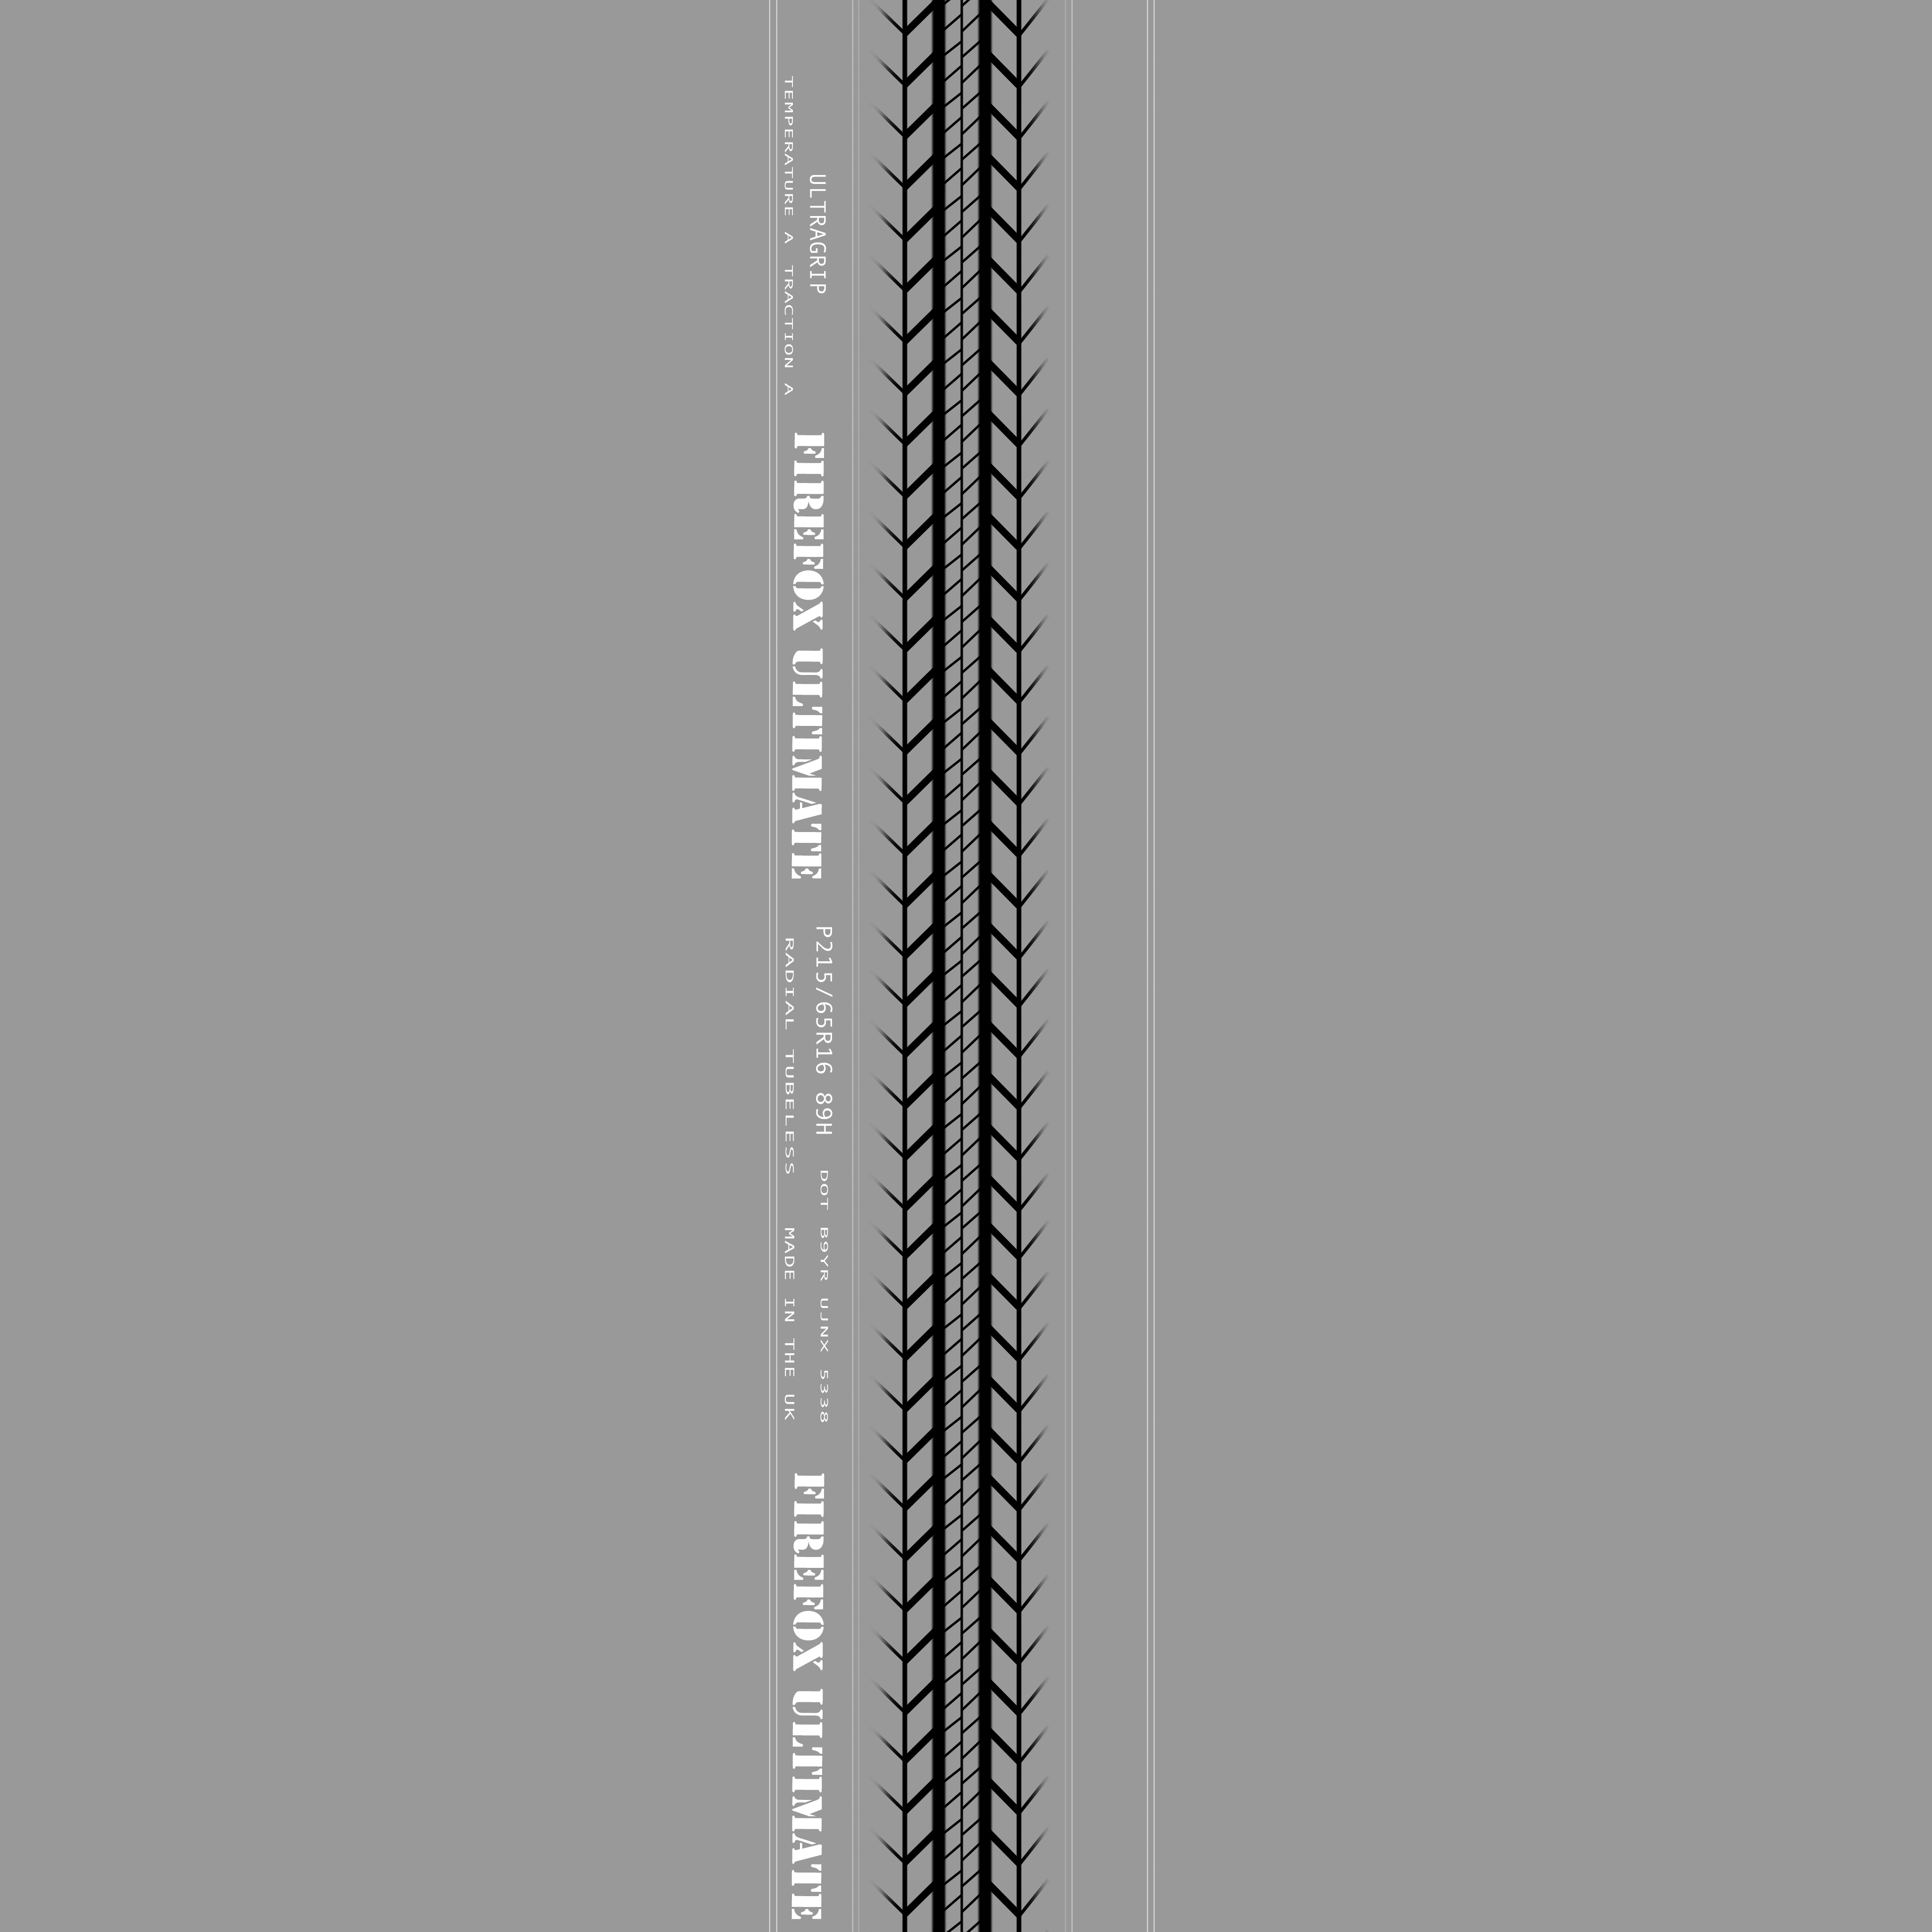 ULTRAGRIP
TEMPERATURE A TRACTION A
FIREFOX ULTIMATE
P215/65R16 89H
RADIAL TUBELESS
DOT B9YR UJNX 5338
MADE IN THE UK
FIREFOX ULTIMATE